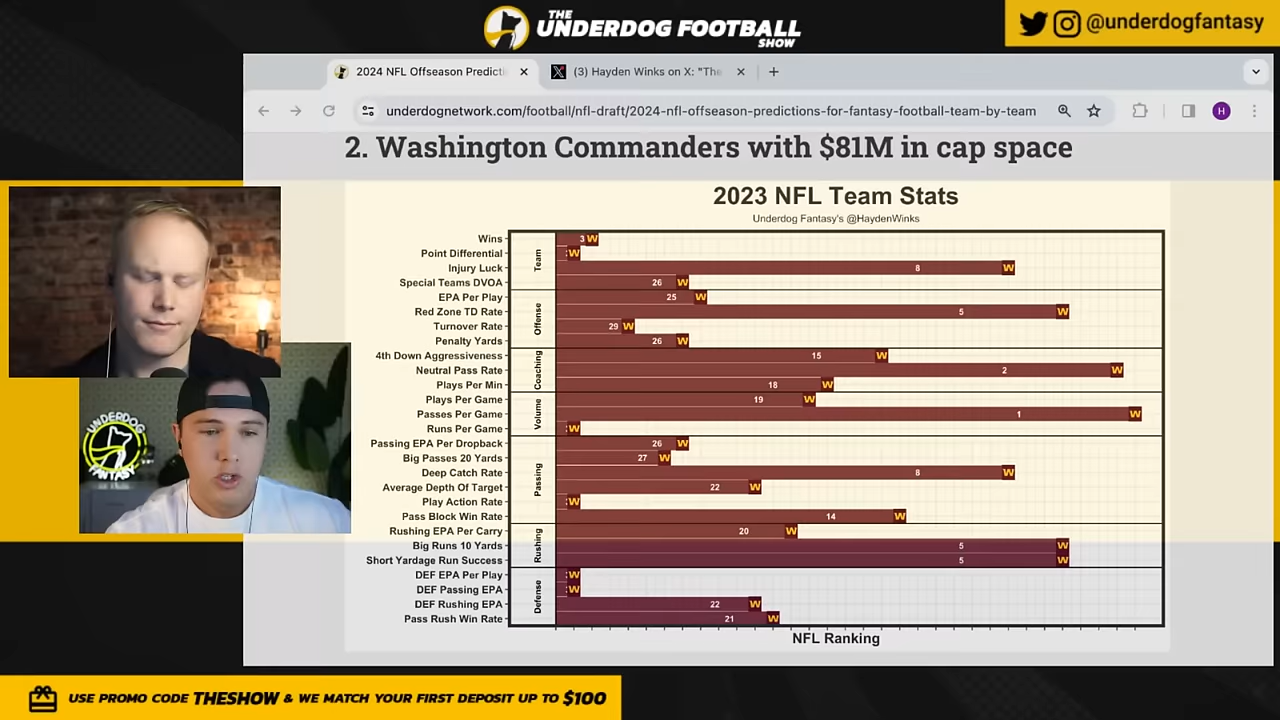 THE
UNDERDOG FOOTBALL
SHOW
@underdogfantasy
2024 NFL Offseason Predicti
(3) Hayden Winks on X: "The
underdognetwork.com/football/nfl-draft/2024-nfl-offseason-predictions-for-fantasy-football-team-by-team
H
2. Washington Commanders with $81M in cap space
2023 NFL Team Stats
Underdog Fantasy's @HaydenWinks
Team
Wins 3 W
Point Differential W
Injury Luck 8 W
Special Teams DVOA 26 W
Offense
EPA Per Play 25 W
Red Zone TD Rate 5 W
Turnover Rate 29 W
Penalty Yards 26 W
Coaching
4th Down Aggressiveness 15 W
Neutral Pass Rate 2 W
Plays Per Min 18 W
Volume
Plays Per Game 19 W
Passes Per Game 1 W
Runs Per Game W
Passing
Passing EPA Per Dropback 26 W
Big Passes 20 Yards 27 W
Deep Catch Rate 8 W
Average Depth Of Target 22 W
Play Action Rate W
Pass Block Win Rate 14 W
Rushing
Rushing EPA Per Carry 20 W
Big Runs 10 Yards 5 W
Short Yardage Run Success 5 W
Defense
DEF EPA Per Play W
DEF Passing EPA W
DEF Rushing EPA 22 W
Pass Rush Win Rate 21 W
NFL Ranking
UNDERDOG
FANTASY
USE PROMO CODE THESHOW & WE MATCH YOUR FIRST DEPOSIT UP TO $100